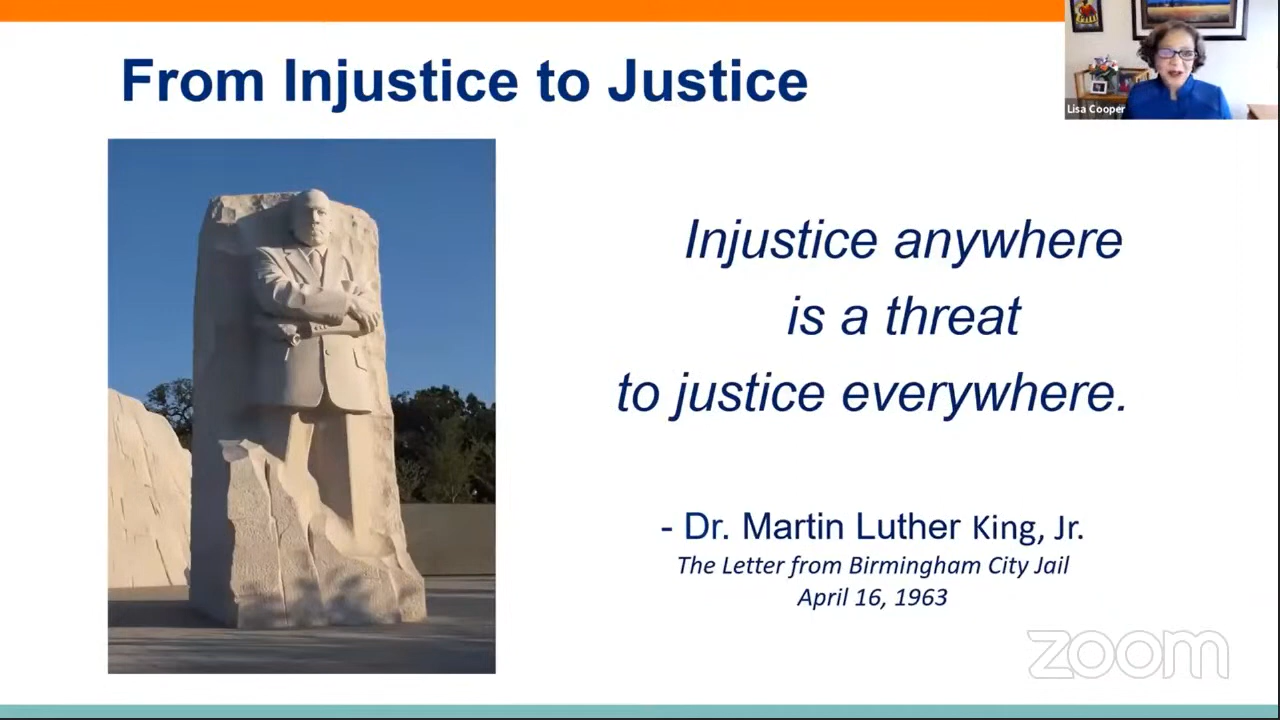 From Injustice to Justice
Lisa Cooper
Injustice anywhere
is a threat
to justice everywhere.
- Dr. Martin Luther King, Jr.
The Letter from Birmingham City Jail
April 16, 1963
zoom